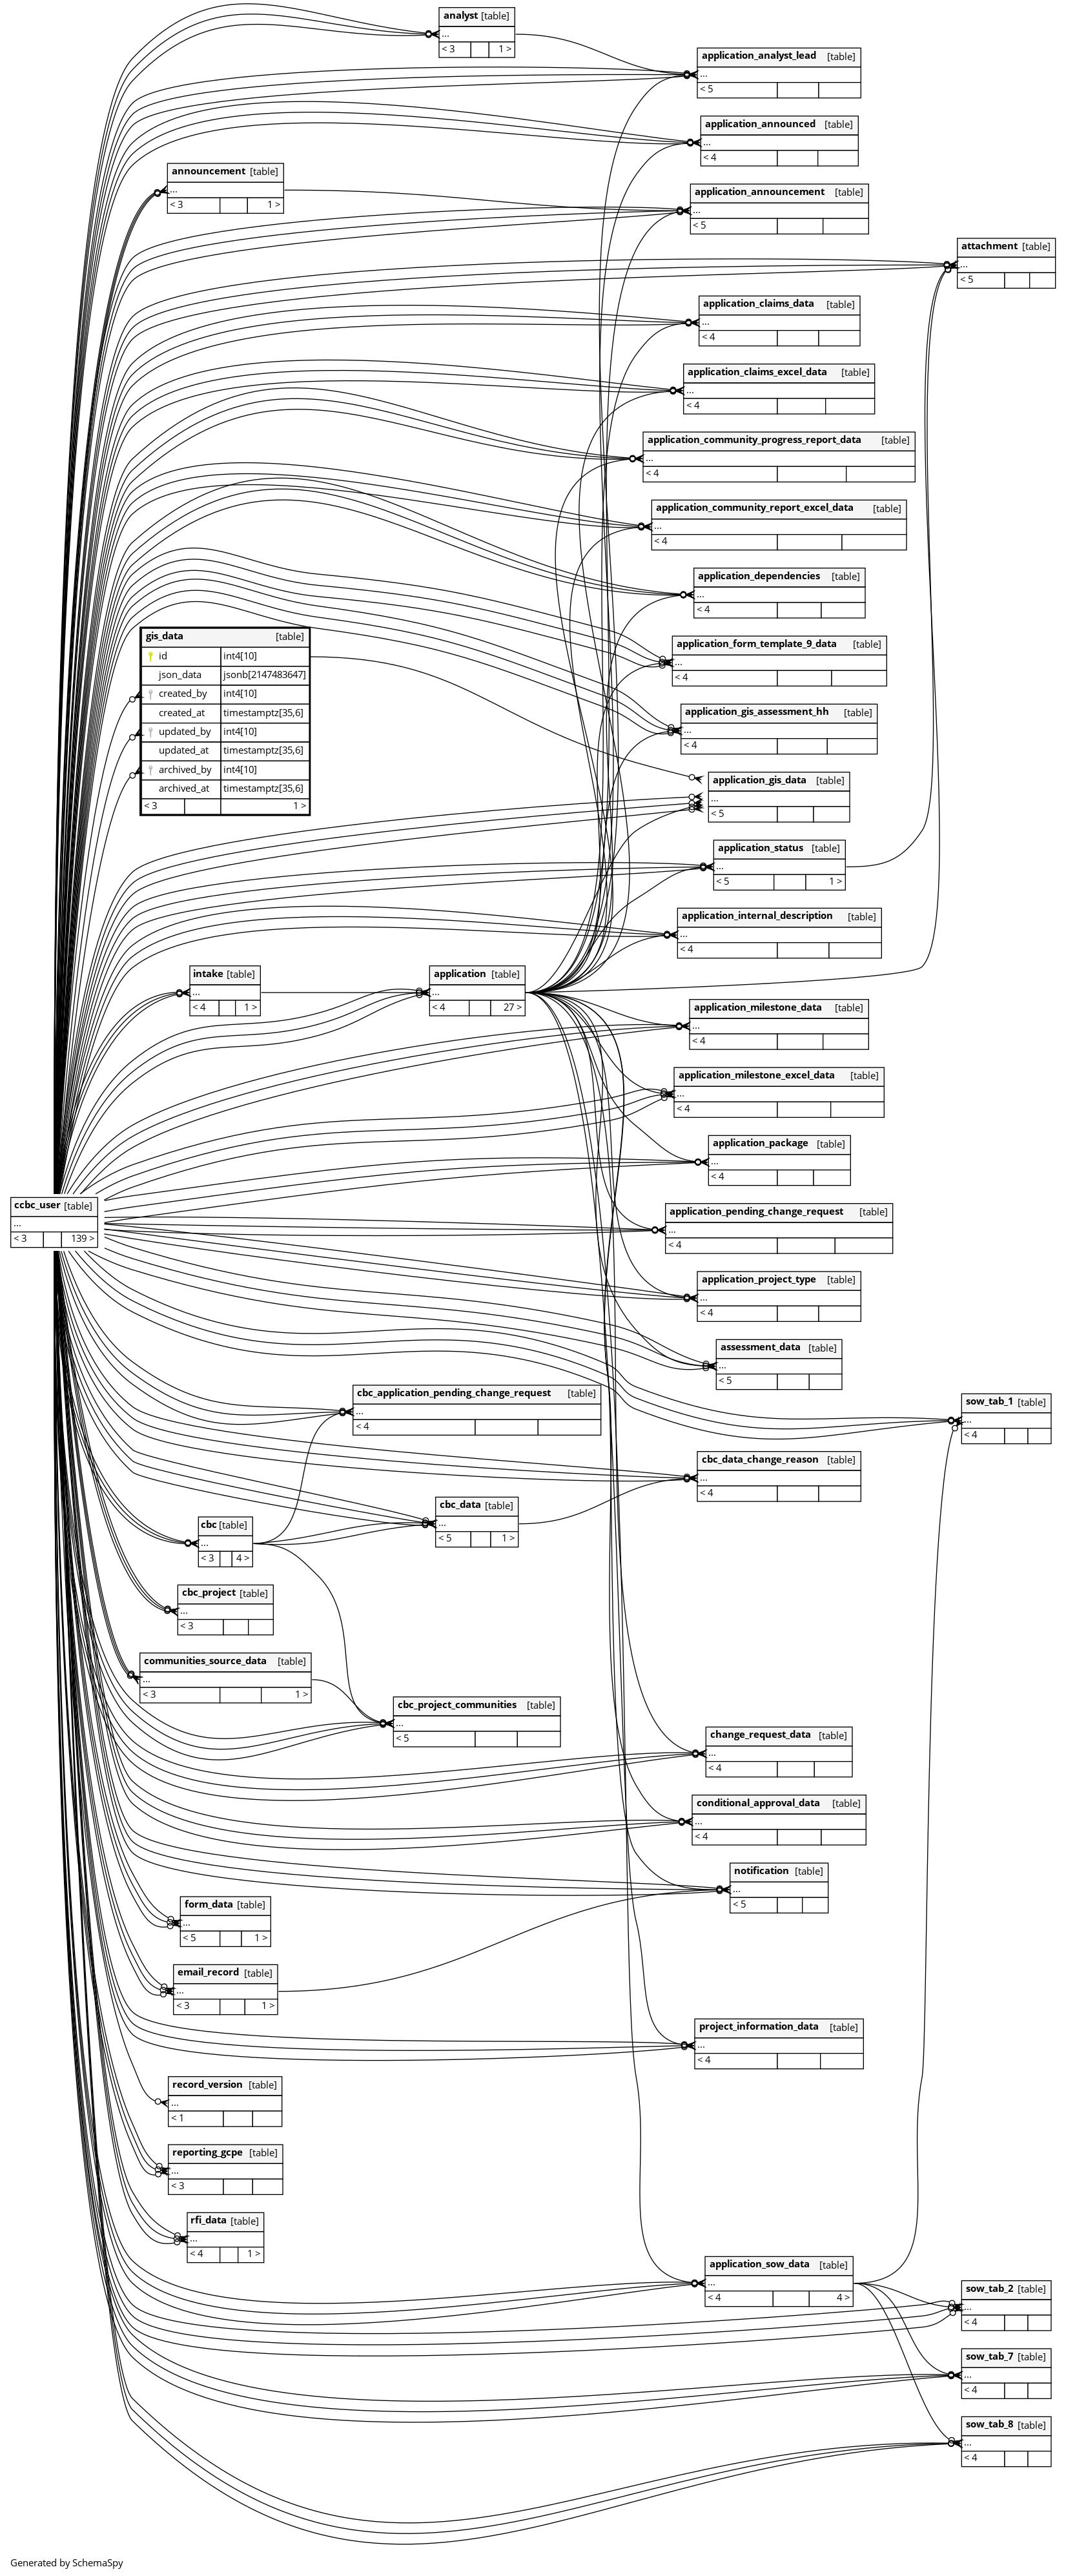 analyst [table]
...
< 3 1 >
application_analyst_lead [table]
...
< 5
application_announced [table]
...
< 4
announcement [table]
...
< 3 1 >
application_announcement [table]
...
< 5
attachment [table]
...
< 5
application_claims_data [table]
...
< 4
application_claims_excel_data [table]
...
< 4
application_community_progress_report_data [table]
...
< 4
application_community_report_excel_data [table]
...
< 4
application_dependencies [table]
...
< 4
gis_data [table]
id int4[10]
json_data jsonb[2147483647]
created_by int4[10]
created_at timestamptz[35,6]
updated_by int4[10]
updated_at timestamptz[35,6]
archived_by int4[10]
archived_at timestamptz[35,6]
< 3 1 >
application_form_template_9_data [table]
...
< 4
application_gis_assessment_hh [table]
...
< 4
application_gis_data [table]
...
< 5
application_status [table]
...
< 5 1 >
application_internal_description [table]
...
< 4
intake [table]
...
< 4 1 >
application [table]
...
< 4 27 >
application_milestone_data [table]
...
< 4
application_milestone_excel_data [table]
...
< 4
application_package [table]
...
< 4
ccbc_user [table]
...
< 3 139 >
application_pending_change_request [table]
...
< 4
application_project_type [table]
...
< 4
assessment_data [table]
...
< 5
cbc_application_pending_change_request [table]
...
< 4
sow_tab_1 [table]
...
< 4
cbc_data_change_reason [table]
...
< 4
cbc_data [table]
...
< 5 1 >
cbc [table]
...
< 3 4 >
cbc_project [table]
...
< 3
communities_source_data [table]
...
< 3 1 >
cbc_project_communities [table]
...
< 5
change_request_data [table]
...
< 4
conditional_approval_data [table]
...
< 4
notification [table]
...
< 5
form_data [table]
...
< 5 1 >
email_record [table]
...
< 3 1 >
project_information_data [table]
...
< 4
record_version [table]
...
< 1
reporting_gcpe [table]
...
< 3
rfi_data [table]
...
< 4 1 >
application_sow_data [table]
...
< 4 4 >
sow_tab_2 [table]
...
< 4
sow_tab_7 [table]
...
< 4
sow_tab_8 [table]
...
< 4
Generated by SchemaSpy